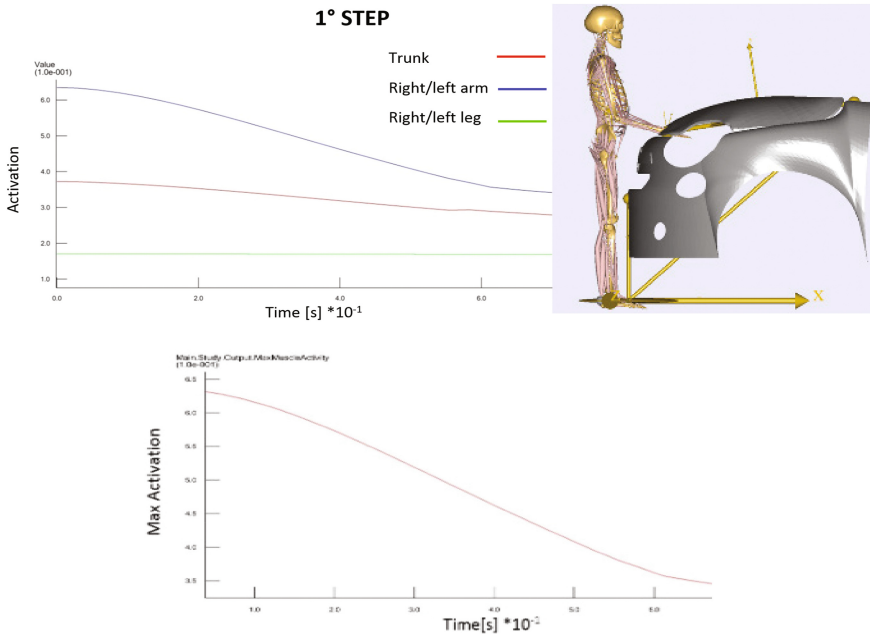 1° STEP
Value
(1.0e-001)
Trunk
Right/left arm
Right/left leg
6.0
5.0
4.0
3.0
2.0
1.0
Activation
0.0
2.0
4.0
6.0
Time [s] *10⁻¹
X
Main.Study.Output.MaxMuscleActivity
(1.0e-001)
6.5
6.0
5.5
5.0
4.5
4.0
3.5
Max Activation
1.0
2.0
3.0
4.0
5.0
6.0
Time[s] *10⁻¹